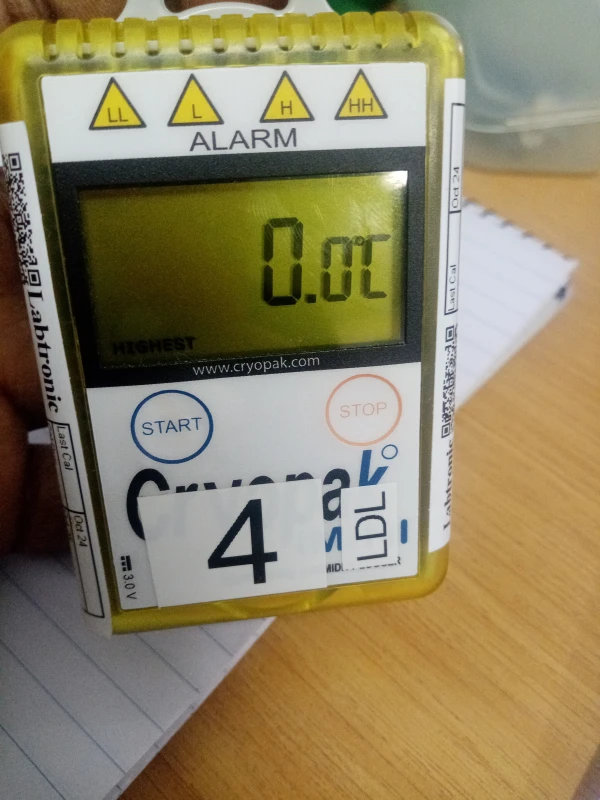 LL L H HH
ALARM
0.0°C
HIGHEST
www.cryopak.com
START
STOP
Cryopak
4
LDL
3.0 V
Labtronic
Last Cal
Oct 24
Labtronic
Last Cal
Oct 24